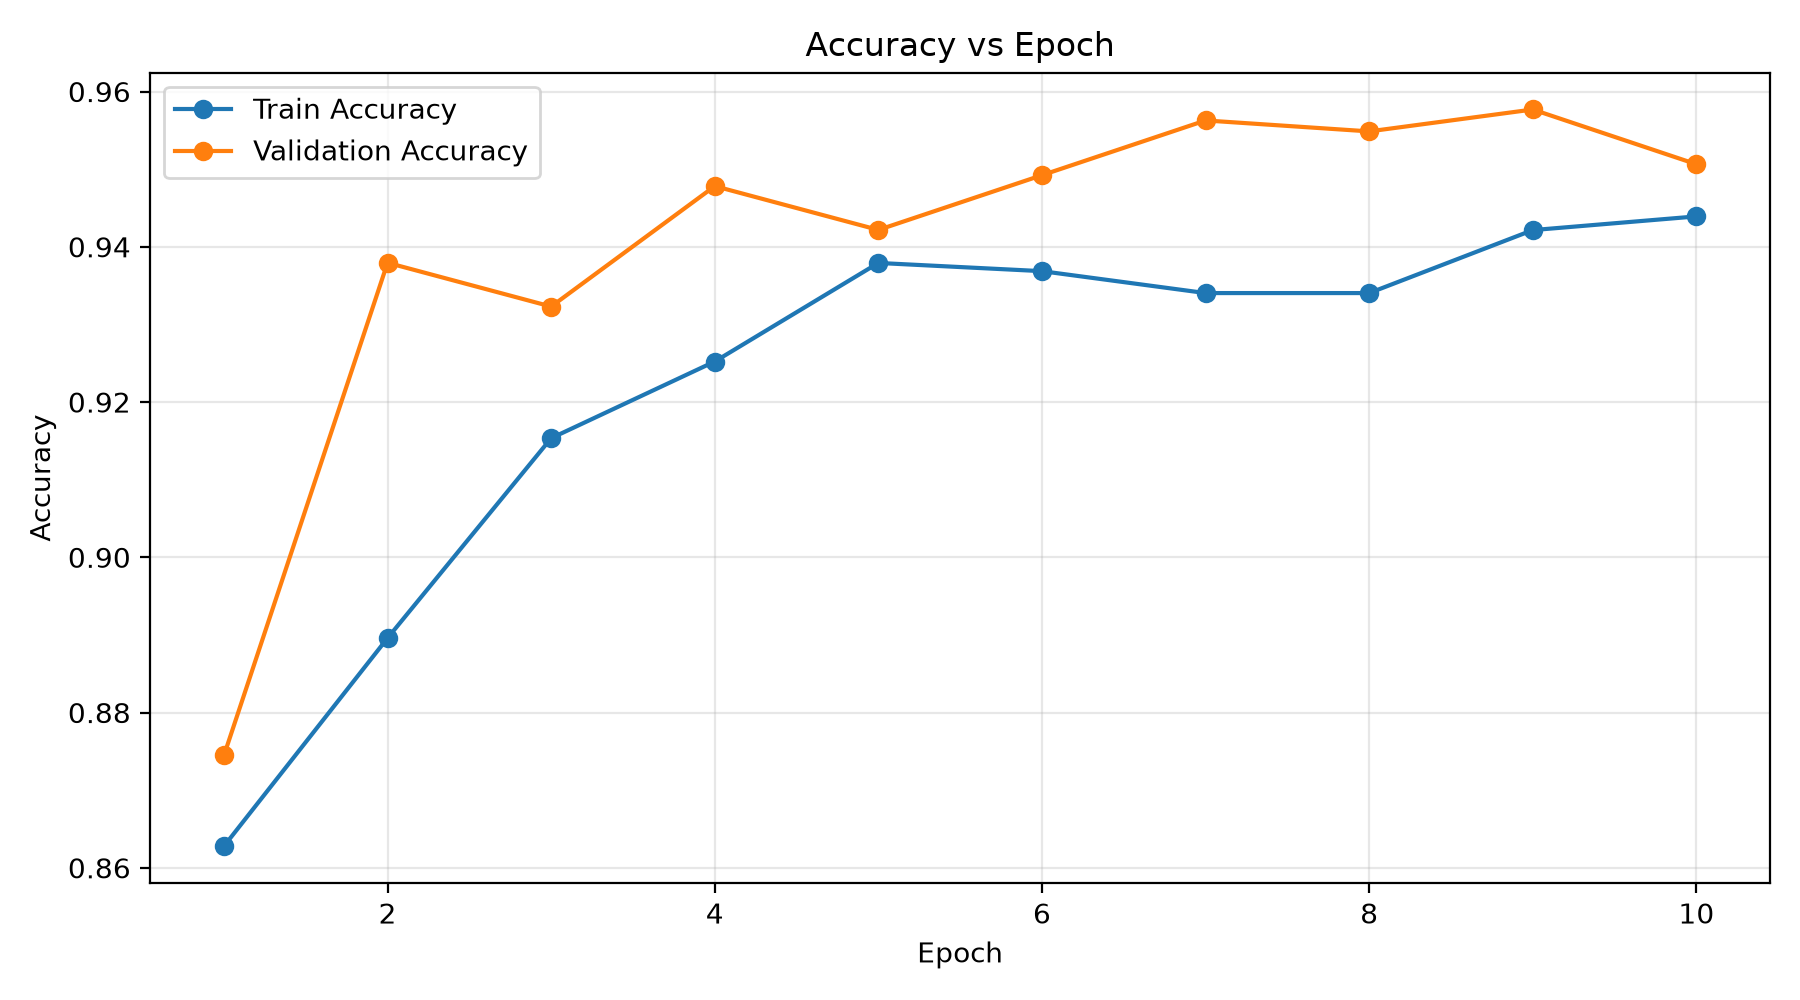 Accuracy vs Epoch
Train Accuracy
Validation Accuracy
0.96
0.94
0.92
0.90
0.88
0.86
Accuracy
2 4 6 8 10
Epoch